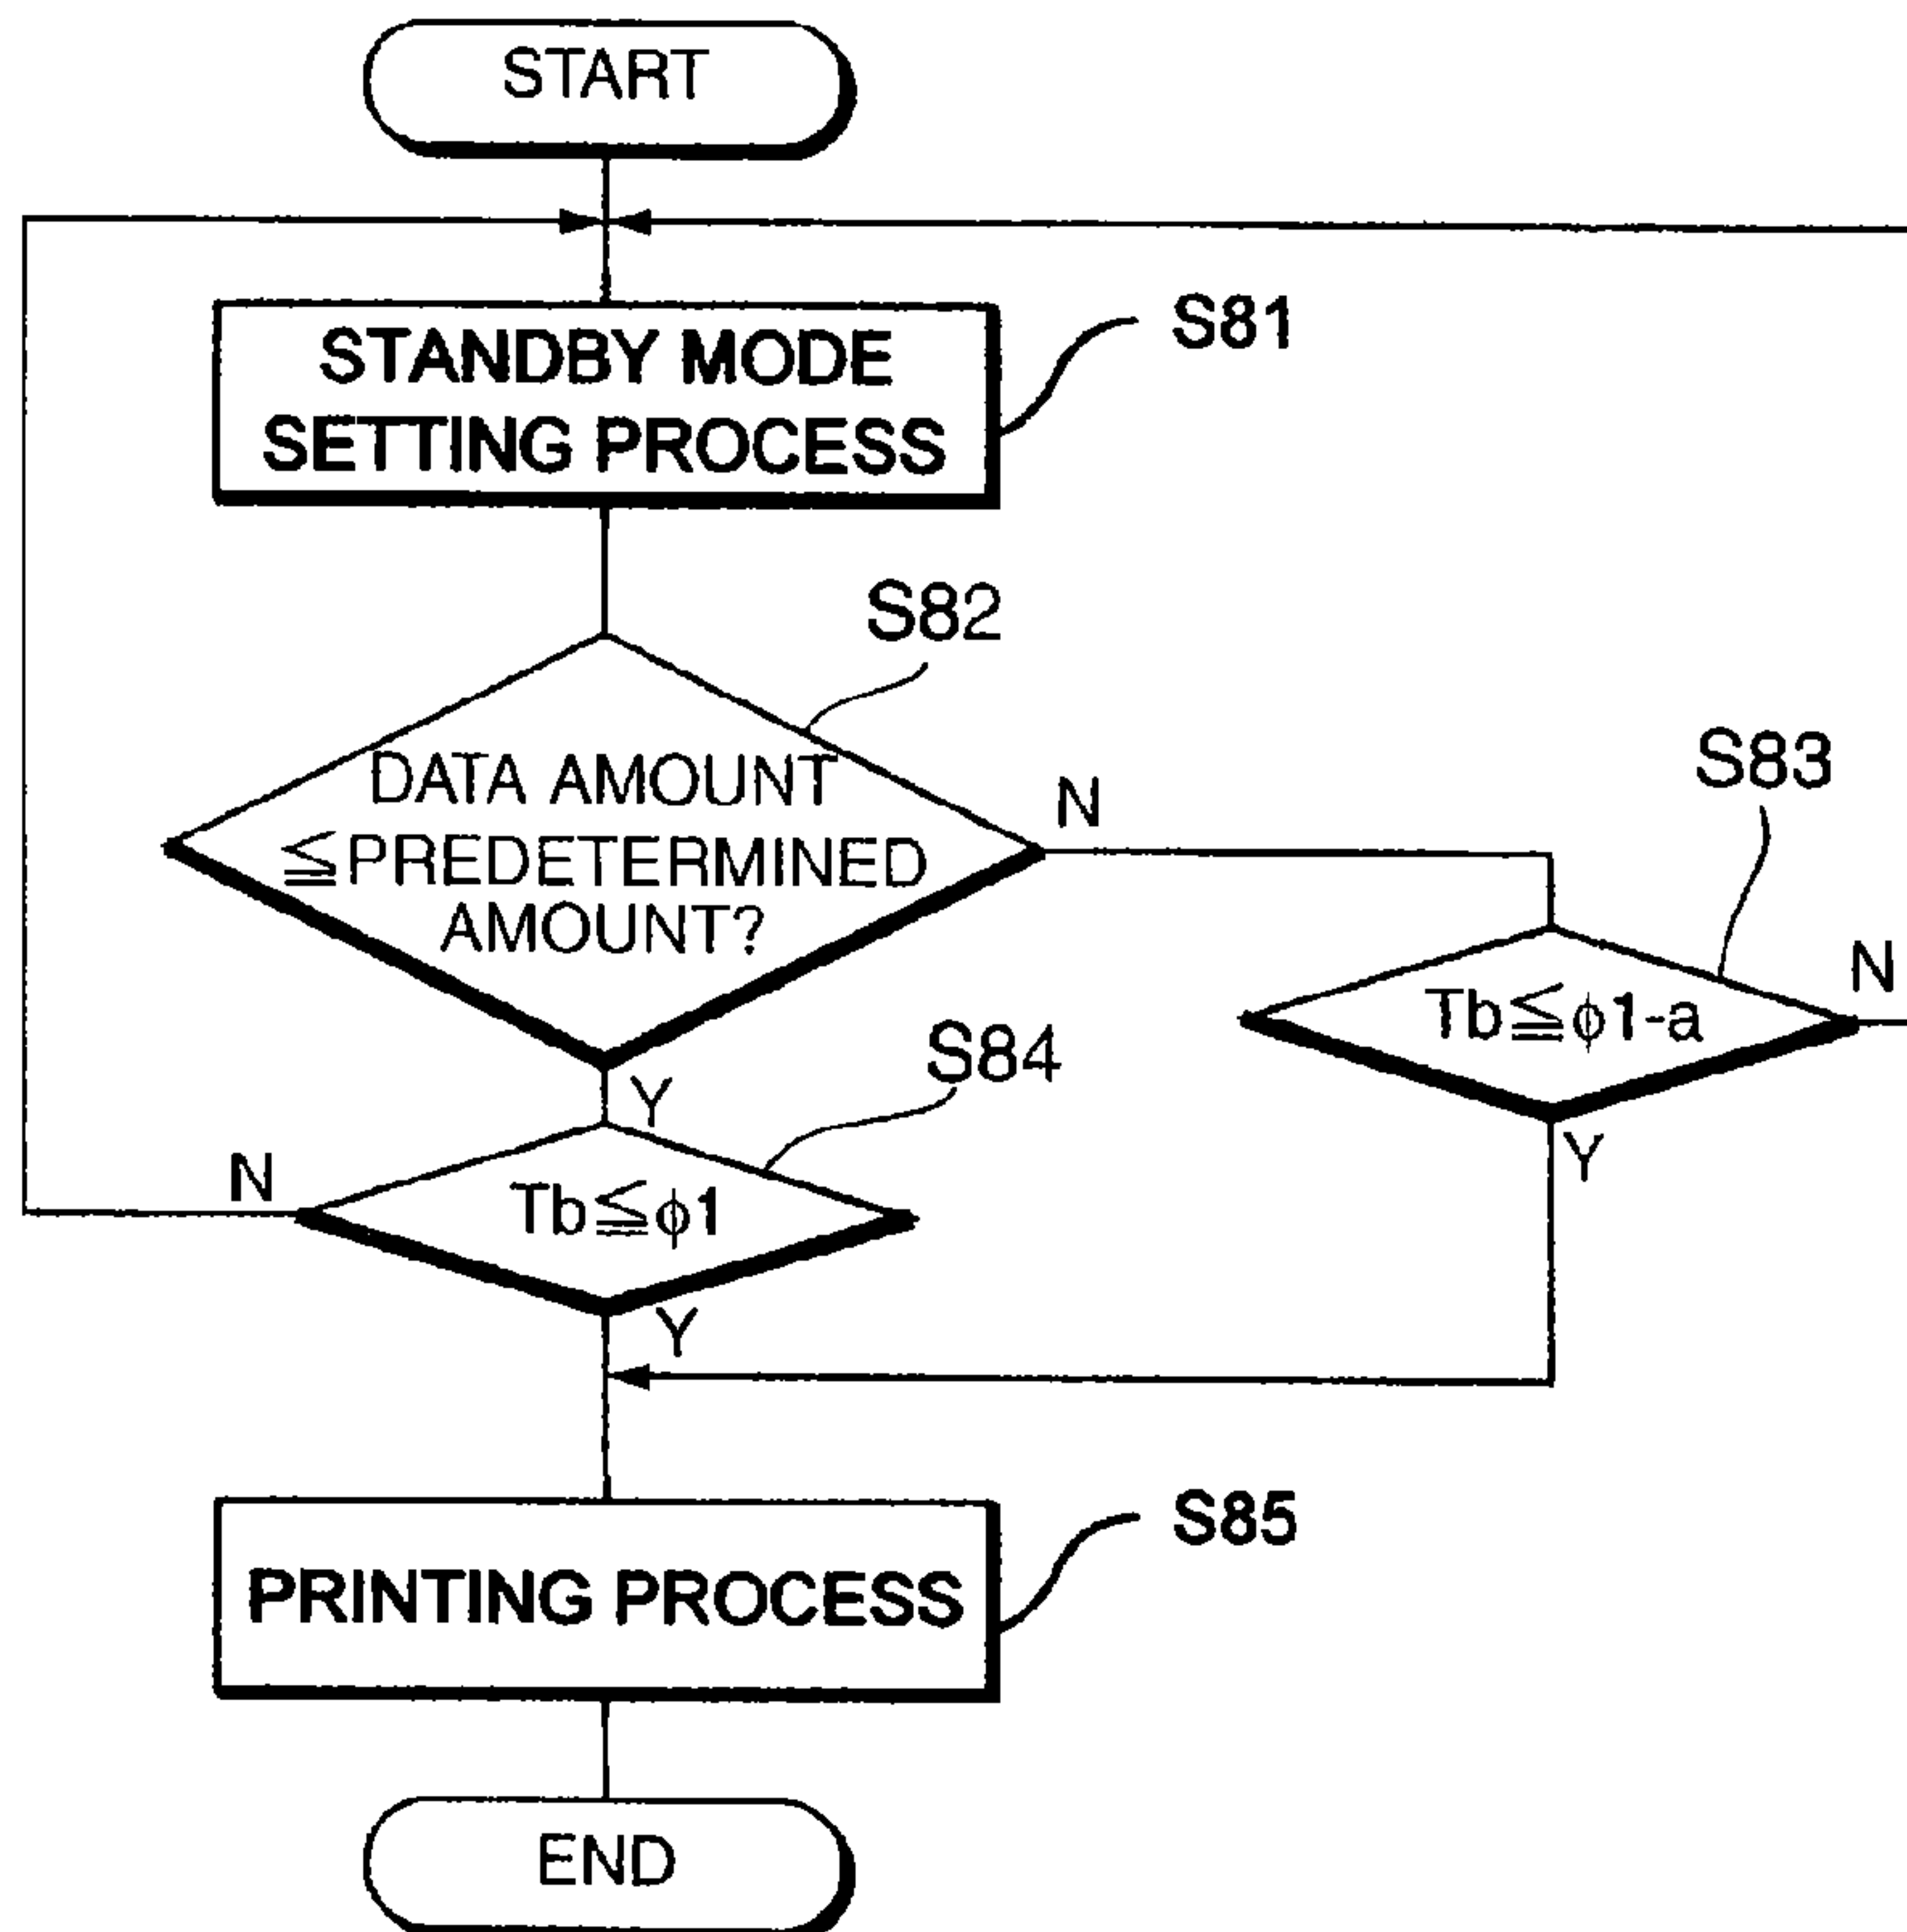 START
S81
STANDBY MODE
SETTING PROCESS
S82
DATA AMOUNT
≦PREDETERMINED
AMOUNT?
N
S83
Tb≦ϕ1-a
N
Y
Y
S84
Tb≦ϕ1
N
Y
S85
PRINTING PROCESS
END